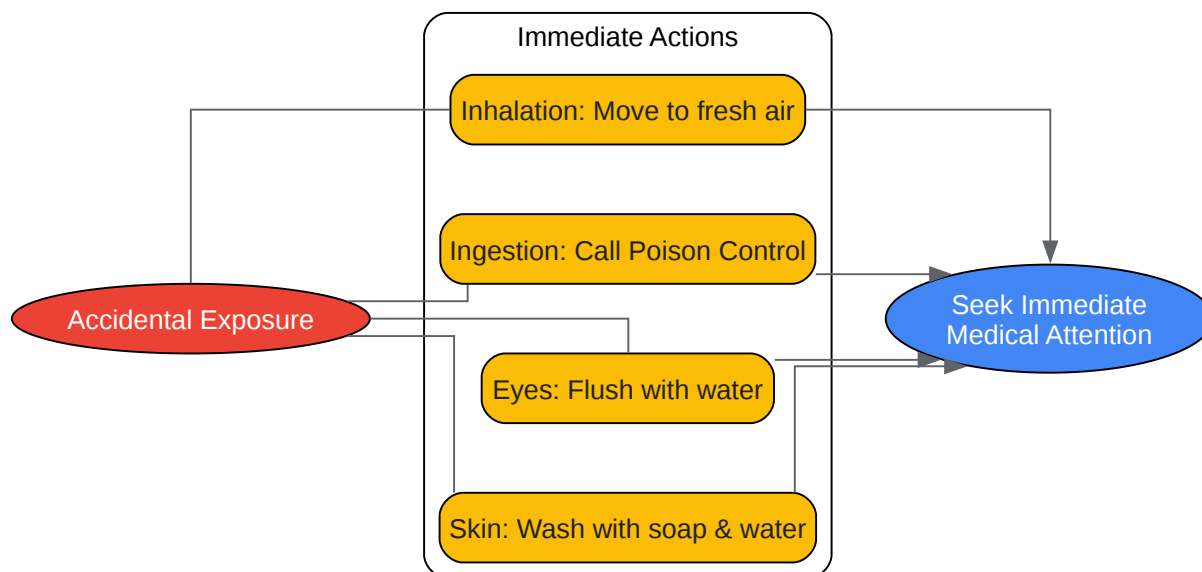 Immediate Actions
Inhalation: Move to fresh air
Ingestion: Call Poison Control
Accidental Exposure
Seek Immediate
Medical Attention
Eyes: Flush with water
Skin: Wash with soap & water